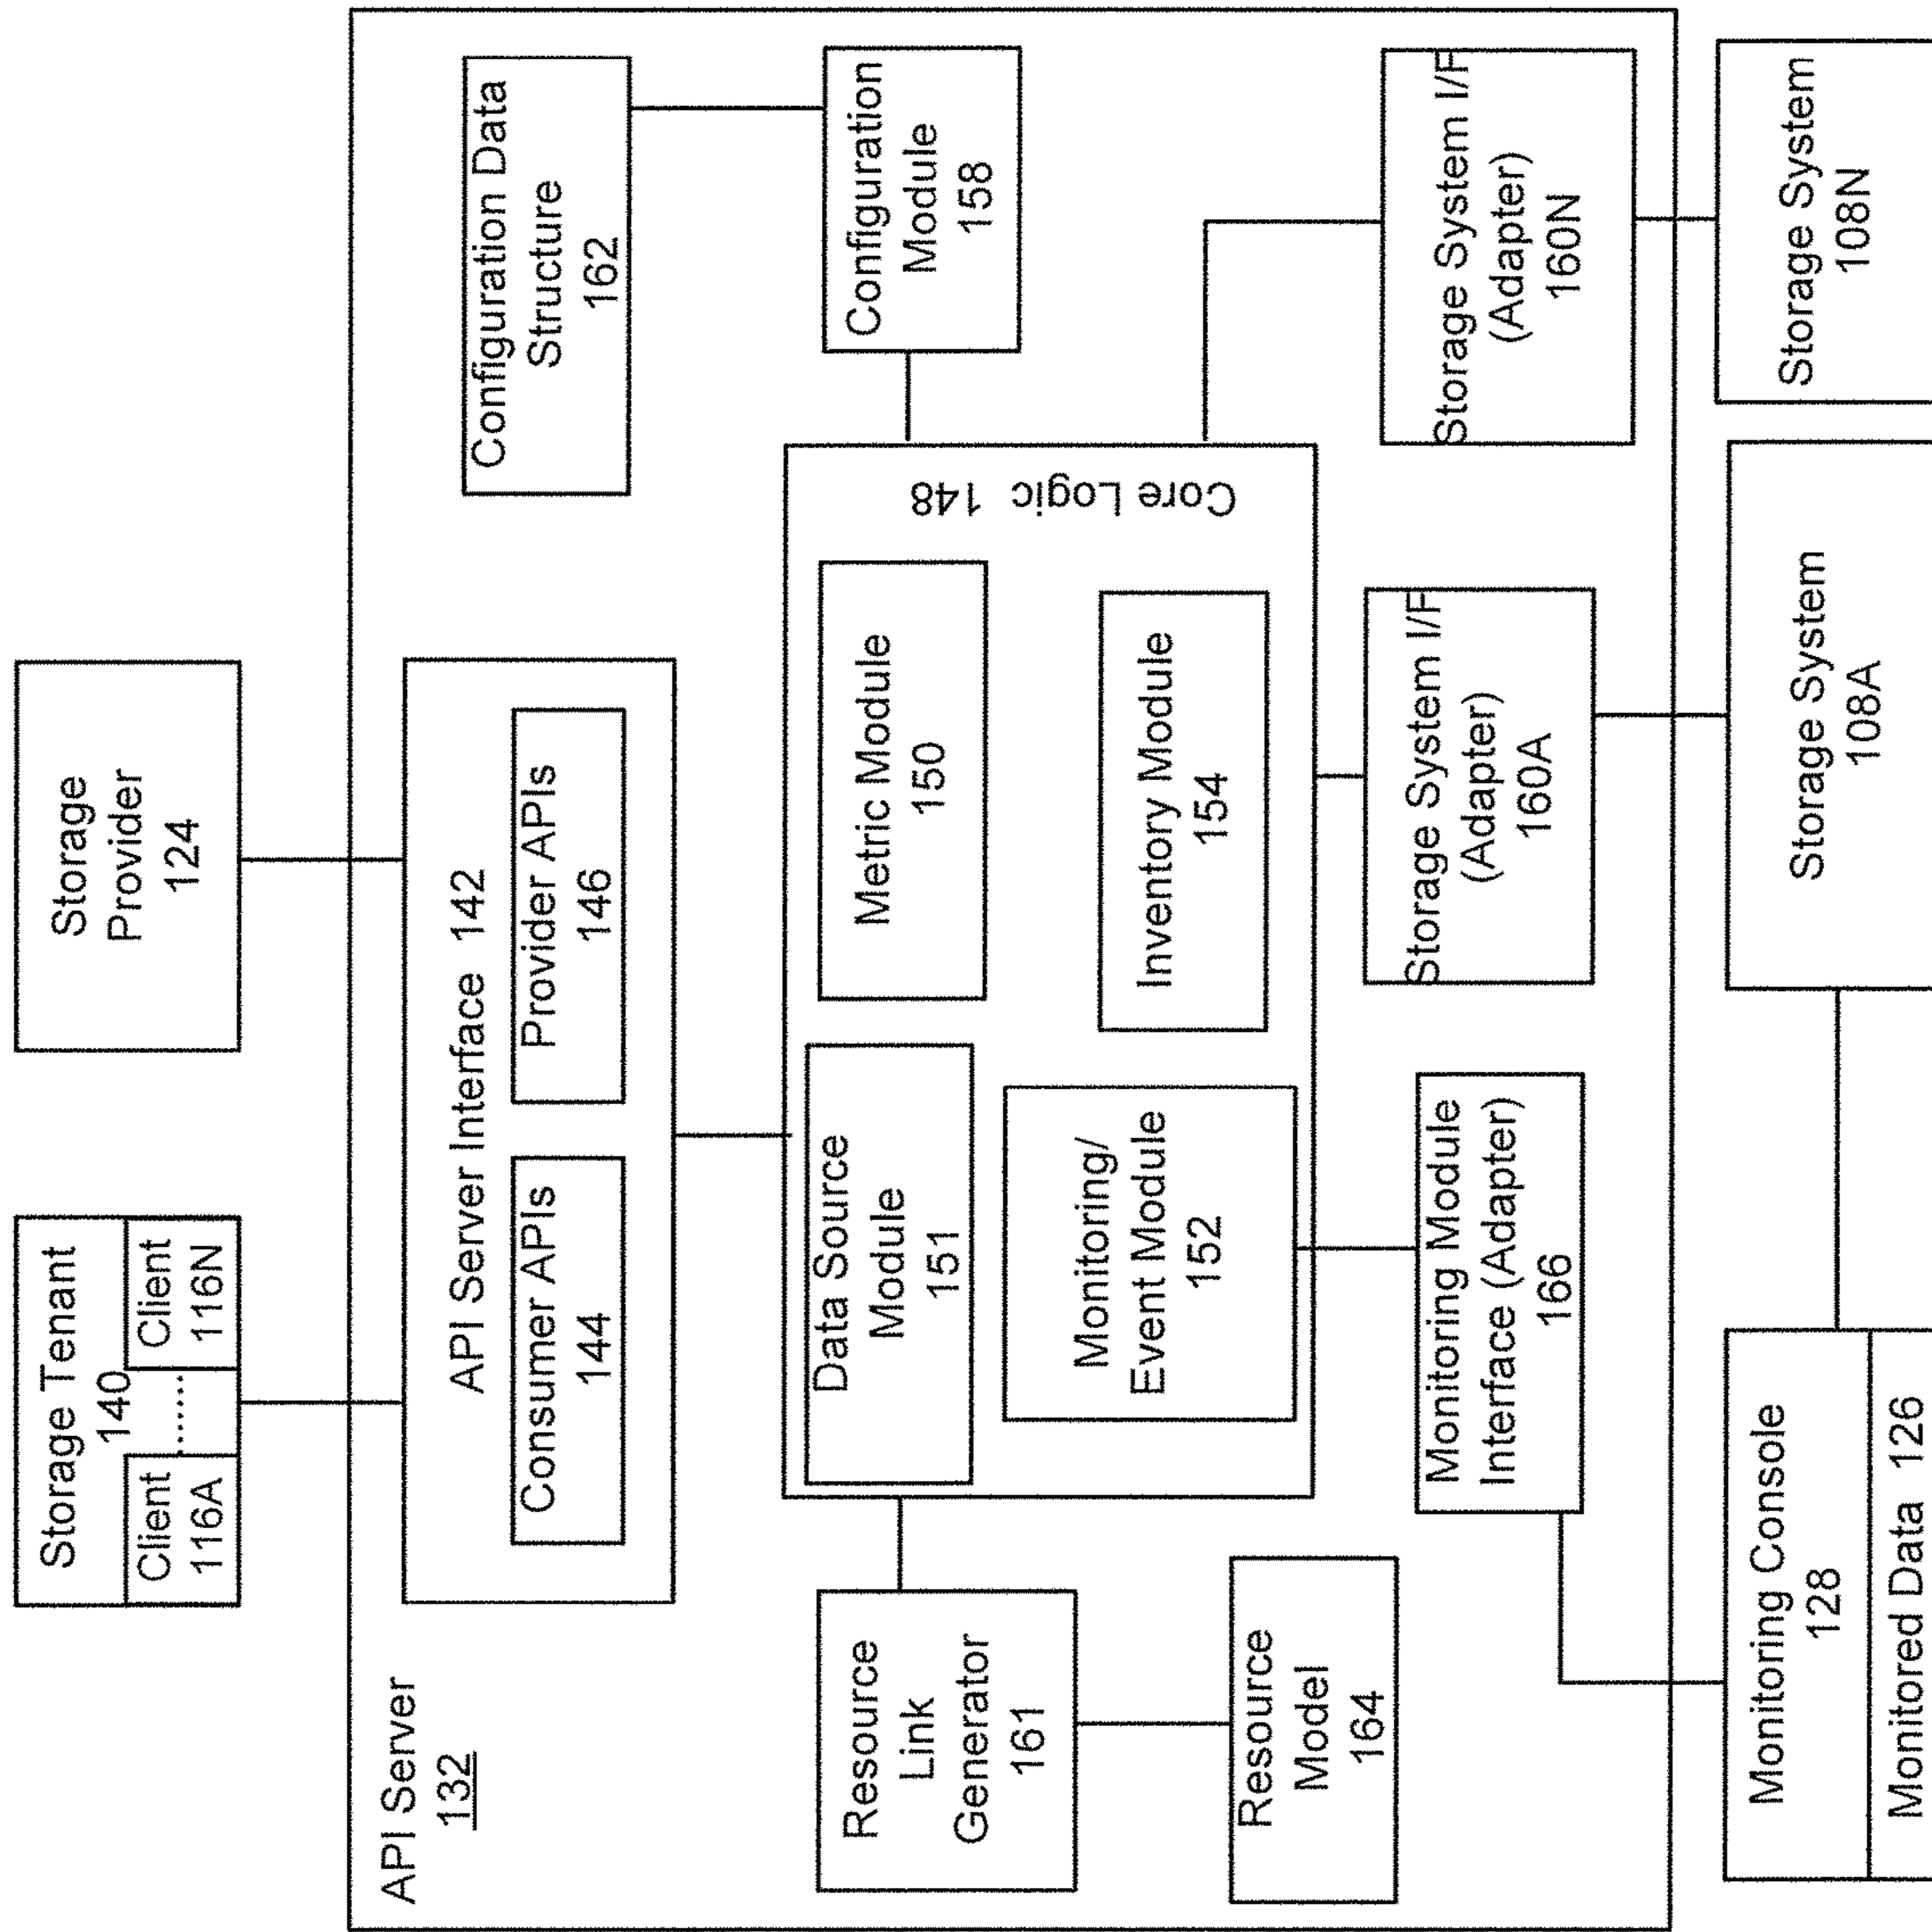 Storage Tenant
140
Client
116A
.......
Client
116N
Storage
Provider
124
API Server
132
API Server Interface 142
Consumer APIs
144
Provider APIs
146
Configuration Data
Structure
162
Resource
Link
Generator
161
Data Source
Module
151
Metric Module
150
Core Logic 148
Configuration
Module
158
Monitoring/
Event Module
152
Inventory Module
154
Resource
Model
164
Monitoring Module
Interface (Adapter)
166
Storage System I/F
(Adapter)
160A
Storage System I/F
(Adapter)
160N
Monitoring Console
128
Monitored Data 126
Storage System
108A
Storage System
108N